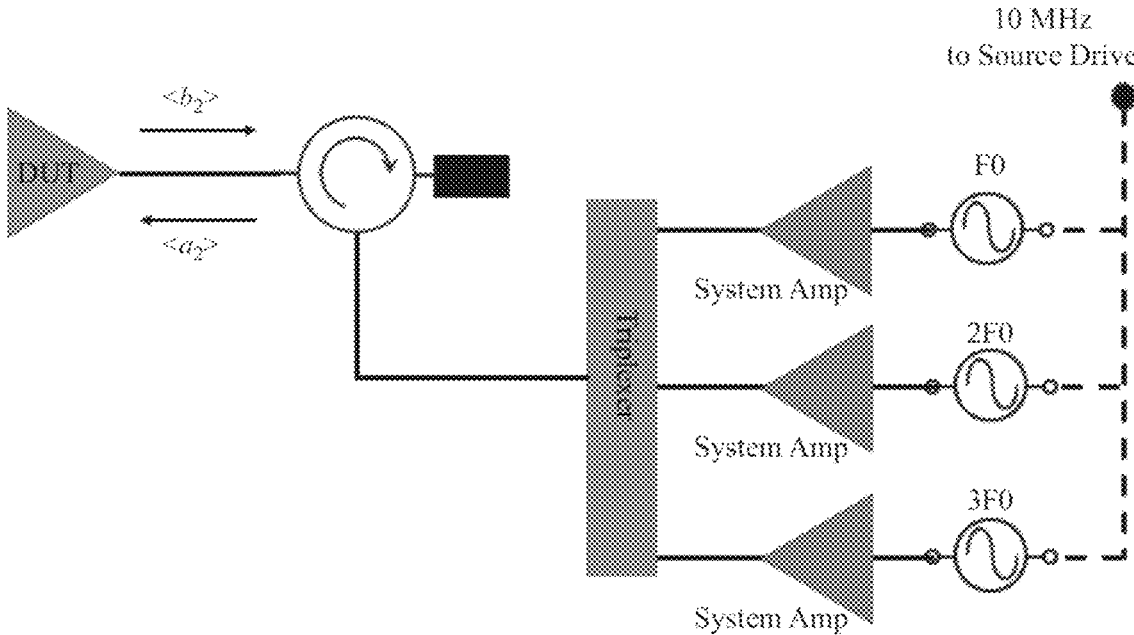 10 MHz
to Source Drive
<b2>
DUT
<a2>
F0
System Amp
Triplexer
2F0
System Amp
3F0
System Amp